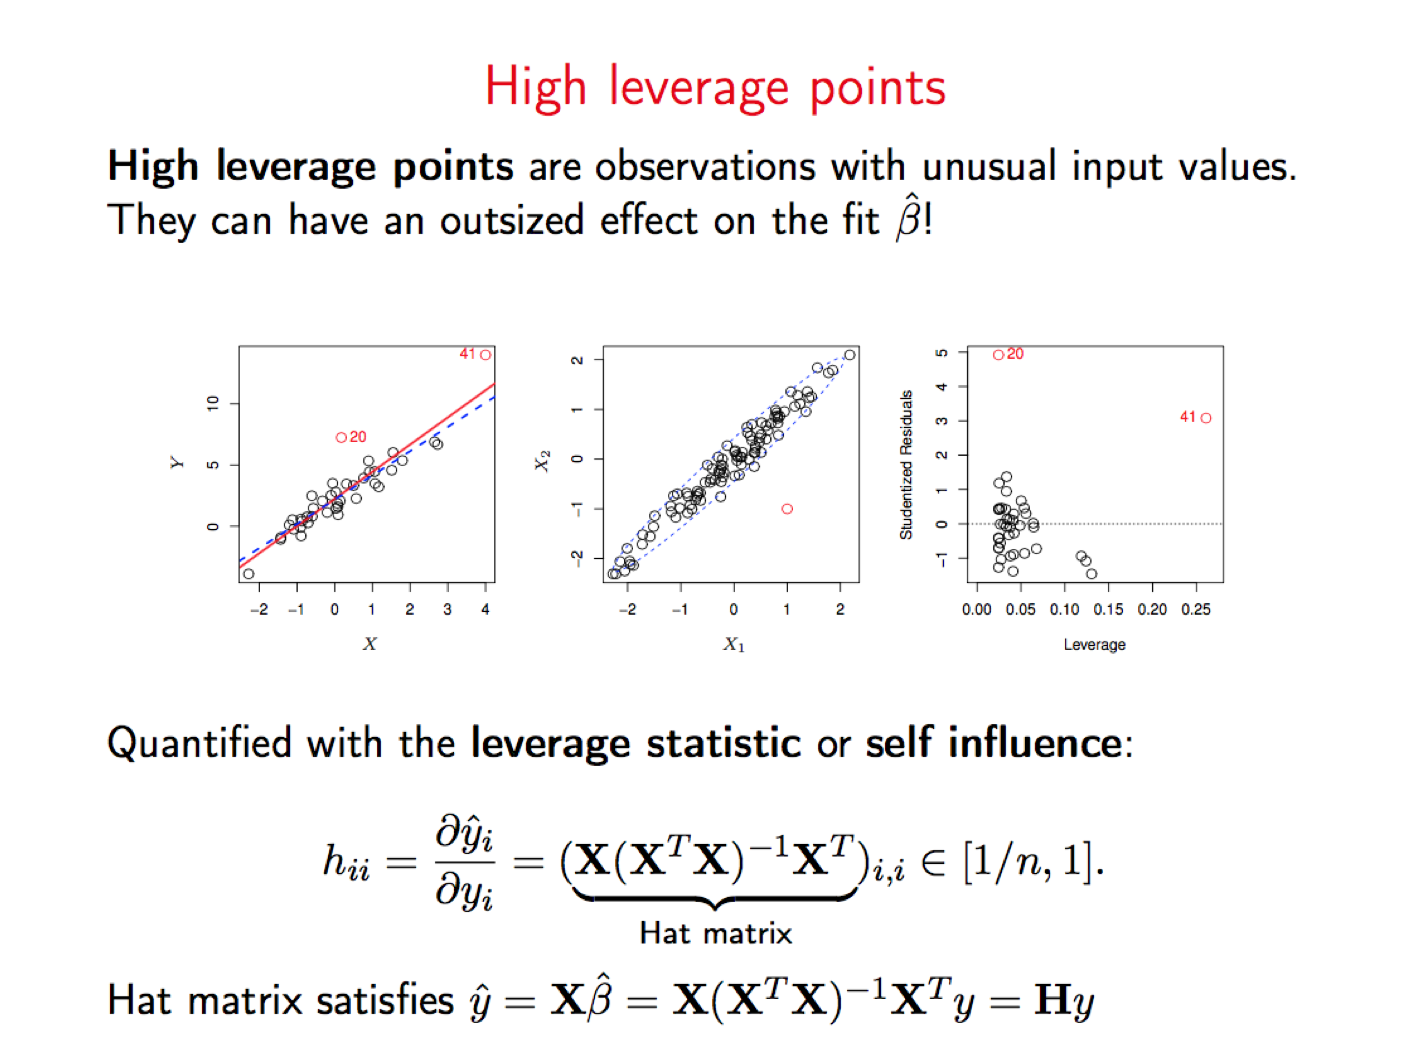 High leverage points
High leverage points are observations with unusual input values.
They can have an outsized effect on the fit β̂!
41
20
10
5
0
Y
−2 −1 0 1 2 3 4
X
2
1
0
−1
−2
X₂
−2 −1 0 1 2
X₁
20
41
5
4
3
2
1
0
−1
Studentized Residuals
0.00 0.05 0.10 0.15 0.20 0.25
Leverage
Quantified with the leverage statistic or self influence:
hᵢᵢ = ∂ŷᵢ/∂yᵢ = (X(XᵀX)⁻¹Xᵀ)ᵢ,ᵢ ∈ [1/n, 1].
Hat matrix
Hat matrix satisfies ŷ = Xβ̂ = X(XᵀX)⁻¹Xᵀy = Hy